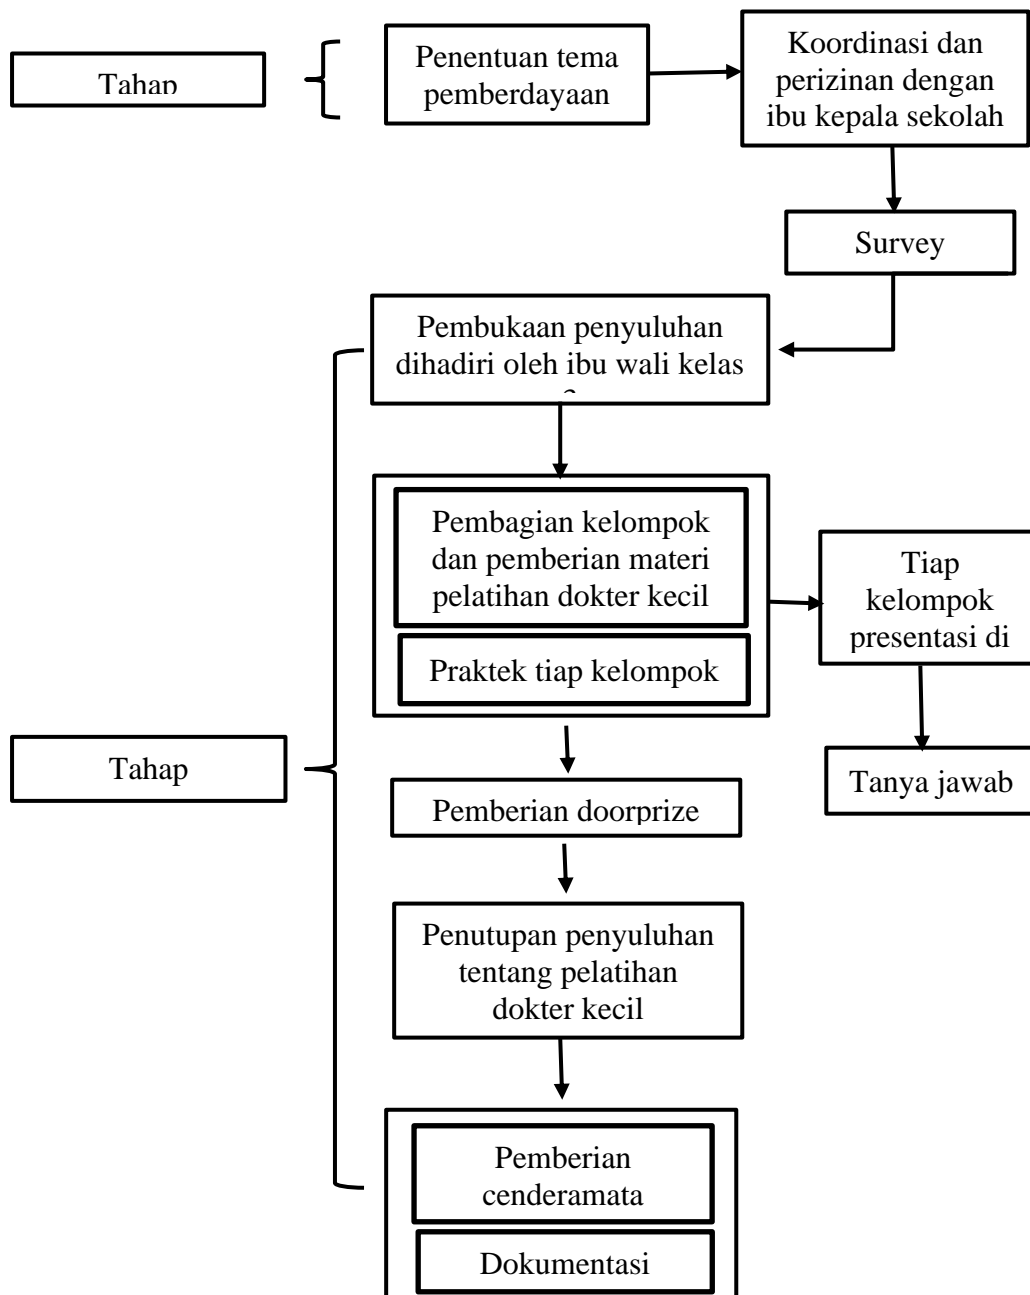 Tahap
Penentuan tema
pemberdayaan
Koordinasi dan
perizinan dengan
ibu kepala sekolah
Survey
Pembukaan penyuluhan
dihadiri oleh ibu wali kelas
Pembagian kelompok
dan pemberian materi
pelatihan dokter kecil
Praktek tiap kelompok
Tiap
kelompok
presentasi di
Tahap
Tanya jawab
Pemberian doorprize
Penutupan penyuluhan
tentang pelatihan
dokter kecil
Pemberian
cenderamata
Dokumentasi